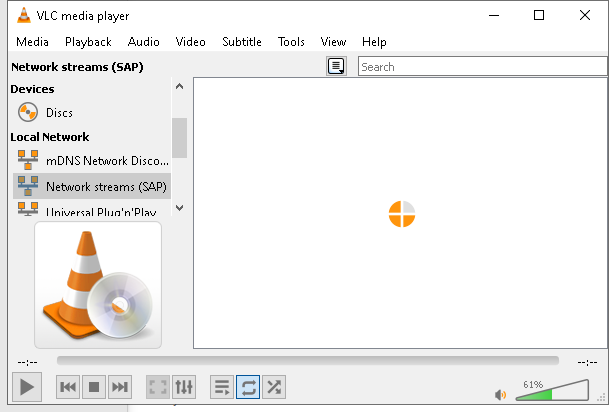 VLC media player
Media Playback Audio Video Subtitle Tools View Help
Network streams (SAP)
Search
Devices
Discs
Local Network
mDNS Network Disco...
Network streams (SAP)
Universal Plug'n'Play
--:--
--:--
61%